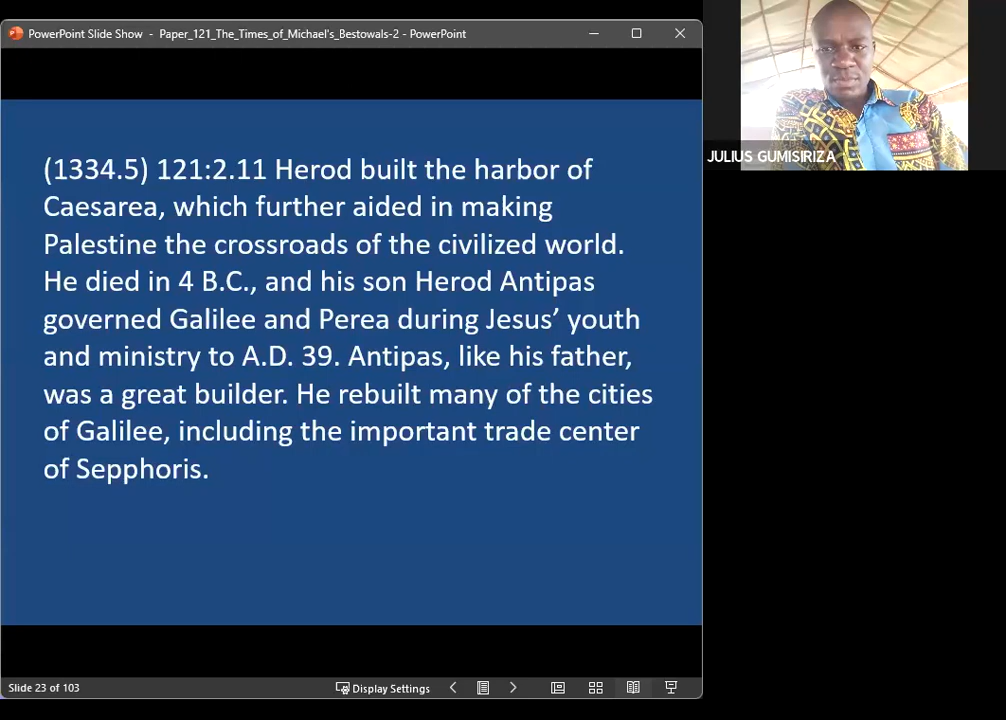 PowerPoint Slide Show - Paper_121_The_Times_of_Michael's_Bestowals-2 - PowerPoint
JULIUS GUMISIRIZA
(1334.5) 121:2.11 Herod built the harbor of
Caesarea, which further aided in making
Palestine the crossroads of the civilized world.
He died in 4 B.C., and his son Herod Antipas
governed Galilee and Perea during Jesus’ youth
and ministry to A.D. 39. Antipas, like his father,
was a great builder. He rebuilt many of the cities
of Galilee, including the important trade center
of Sepphoris.
Slide 23 of 103
Display Settings